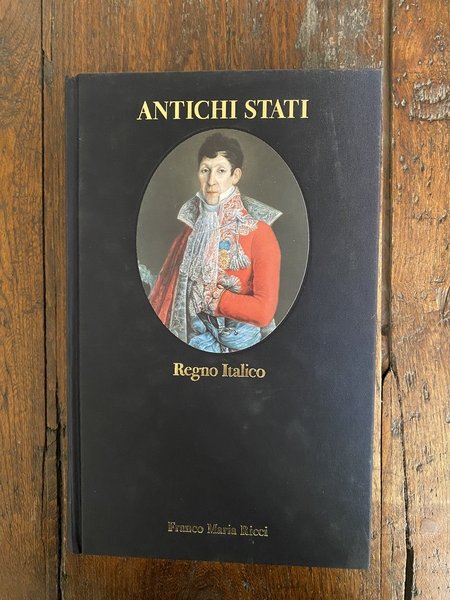 ANTICHI STATI
Regno Italico
Franco Maria Ricci